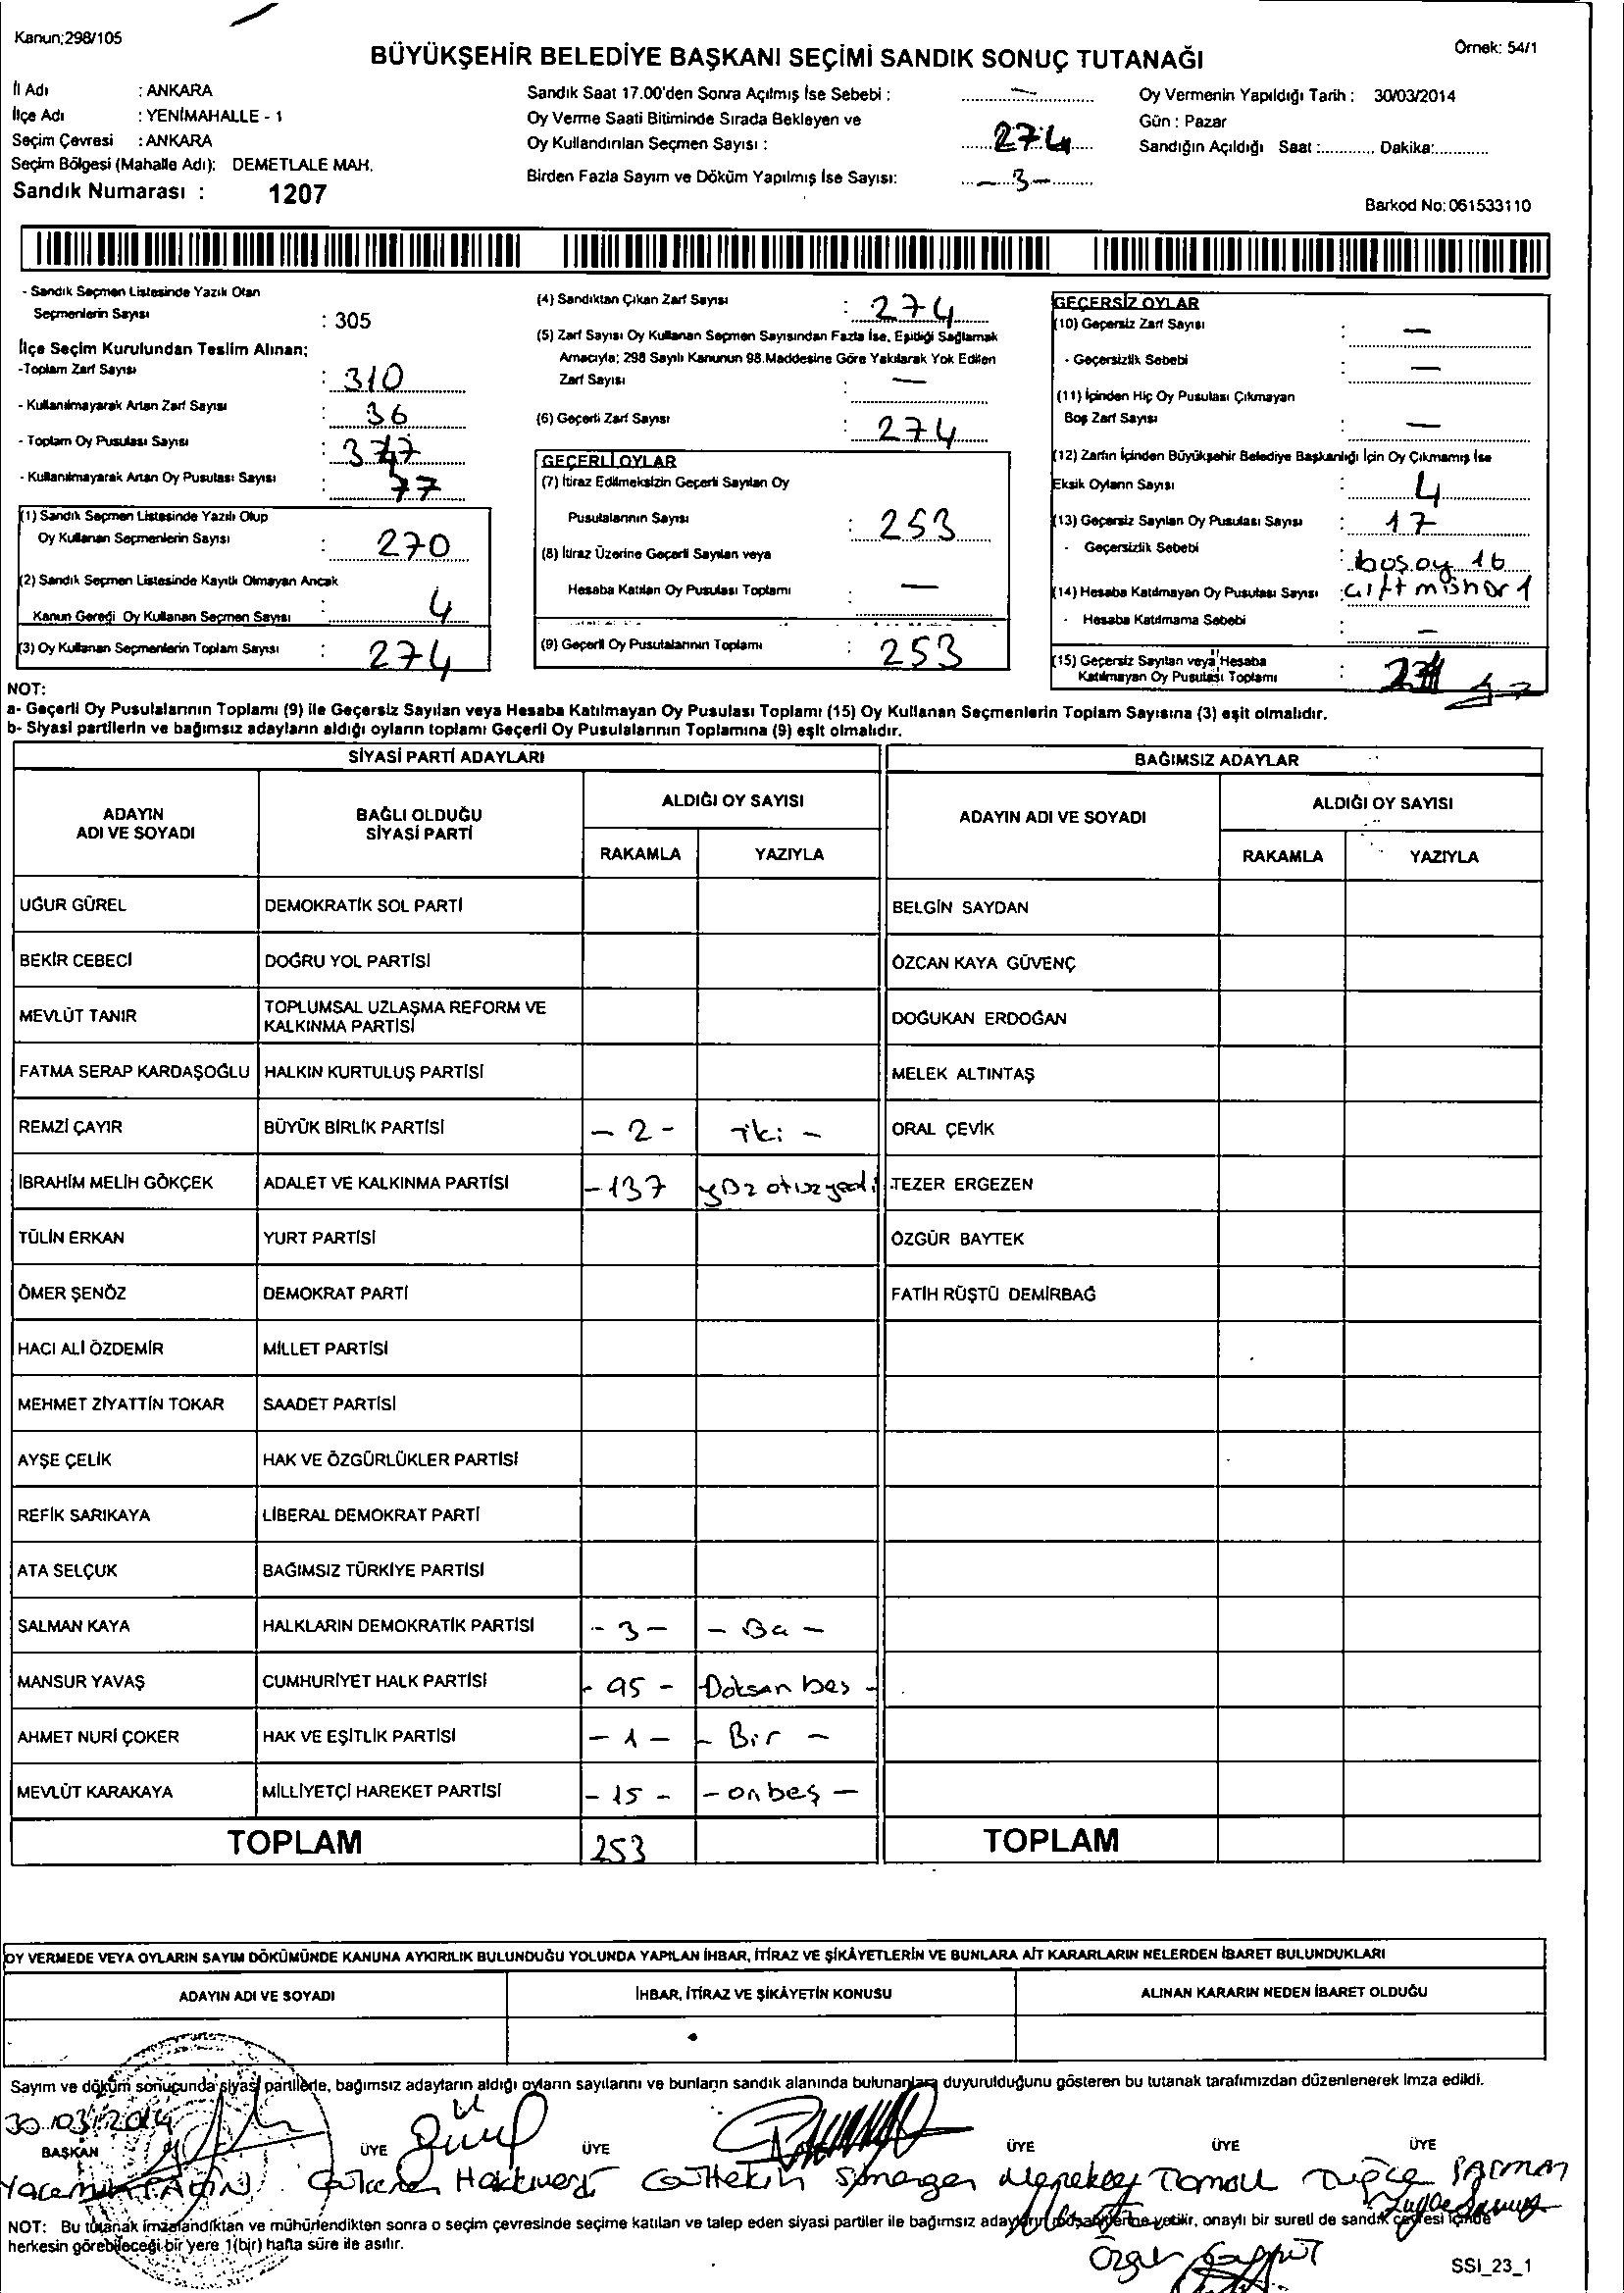 Kanun;298/105
Örnek: 54/1
BÜYÜKŞEHİR BELEDİYE BAŞKANI SEÇİMİ SANDIK SONUÇ TUTANAĞI
İl Adı : ANKARA
İlçe Adı : YENİMAHALLE - 1
Seçim Çevresi : ANKARA
Seçim Bölgesi (Mahalle Adı): DEMETLALE MAH.
Sandık Numarası : 1207
Sandık Saat 17.00'den Sonra Açılmış İse Sebebi : —
Oy Verme Saati Bitiminde Sırada Bekleyen ve
Oy Kullandırılan Seçmen Sayısı : 274
Birden Fazla Sayım ve Döküm Yapılmış İse Sayısı: - 3 -
Oy Vermenin Yapıldığı Tarih : 30/03/2014
Gün : Pazar
Sandığın Açıldığı Saat :............ Dakika:............
Barkod No: 061533110
- Sandık Seçmen Listesinde Yazılı Olan
Seçmenlerin Sayısı : 305
İlçe Seçim Kurulundan Teslim Alınan;
-Toplam Zarf Sayısı : 310
- Kullanılmayarak Artan Zarf Sayısı : 36
- Toplam Oy Pusulası Sayısı : 347
- Kullanılmayarak Artan Oy Pusulası Sayısı : 77
(1) Sandık Seçmen Listesinde Yazılı Olup
Oy Kullanan Seçmenlerin Sayısı : 270
(2) Sandık Seçmen Listesinde Kayıtlı Olmayan Ancak
Kanun Gereği Oy Kullanan Seçmen Sayısı : 4
(3) Oy Kullanan Seçmenlerin Toplam Sayısı : 274
(4) Sandıktan Çıkan Zarf Sayısı : 274
(5) Zarf Sayısı Oy Kullanan Seçmen Sayısından Fazla İse, Eşitliği Sağlamak
Amacıyla; 298 Sayılı Kanunun 98.Maddesine Göre Yakılarak Yok Edilen
Zarf Sayısı : —
(6) Geçerli Zarf Sayısı : 274
GEÇERLİ OYLAR
(7) İtiraz Edilmeksizin Geçerli Sayılan Oy
Pusulalarının Sayısı : 253
(8) İtiraz Üzerine Geçerli Sayılan veya
Hesaba Katılan Oy Pusulası Toplamı : —
(9) Geçerli Oy Pusulalarının Toplamı : 253
GEÇERSİZ OYLAR
(10) Geçersiz Zarf Sayısı : —
- Geçersizlik Sebebi : —
(11) İçinden Hiç Oy Pusulası Çıkmayan
Boş Zarf Sayısı : —
(12) Zarfın İçinden Büyükşehir Belediye Başkanlığı İçin Oy Çıkmamış İse
Eksik Oyların Sayısı : 4
(13) Geçersiz Sayılan Oy Pusulası Sayısı : 17
- Geçersizlik Sebebi : boş oy 16
(14) Hesaba Katılmayan Oy Pusulası Sayısı : çift mühür 1
- Hesaba Katılmama Sebebi : —
(15) Geçersiz Sayılan veya Hesaba
Katılmayan Oy Pusulası Toplamı :
NOT:
a- Geçerli Oy Pusulalarının Toplamı (9) ile Geçersiz Sayılan veya Hesaba Katılmayan Oy Pusulası Toplamı (15) Oy Kullanan Seçmenlerin Toplam Sayısına (3) eşit olmalıdır.
b- Siyasi partilerin ve bağımsız adayların aldığı oyların toplamı Geçerli Oy Pusulalarının Toplamına (9) eşit olmalıdır.
SİYASİ PARTİ ADAYLARI
BAĞIMSIZ ADAYLAR
ADAYIN
ADI VE SOYADI
BAĞLI OLDUĞU
SİYASİ PARTİ
ALDIĞI OY SAYISI
RAKAMLA YAZIYLA
ADAYIN ADI VE SOYADI
ALDIĞI OY SAYISI
RAKAMLA YAZIYLA
UĞUR GÜREL DEMOKRATİK SOL PARTİ BELGİN SAYDAN
BEKİR CEBECİ DOĞRU YOL PARTİSİ ÖZCAN KAYA GÜVENÇ
MEVLÜT TANIR TOPLUMSAL UZLAŞMA REFORM VE
KALKINMA PARTİSİ DOĞUKAN ERDOĞAN
FATMA SERAP KARDAŞOĞLU HALKIN KURTULUŞ PARTİSİ MELEK ALTINTAŞ
REMZİ ÇAYIR BÜYÜK BİRLİK PARTİSİ - 2 - iki - ORAL ÇEVİK
İBRAHİM MELİH GÖKÇEK ADALET VE KALKINMA PARTİSİ - 137 yüz otuz yedi TEZER ERGEZEN
TÜLİN ERKAN YURT PARTİSİ ÖZGÜR BAYTEK
ÖMER ŞENÖZ DEMOKRAT PARTİ FATİH RÜŞTÜ DEMİRBAĞ
HACI ALİ ÖZDEMİR MİLLET PARTİSİ
MEHMET ZİYATTİN TOKAR SAADET PARTİSİ
AYŞE ÇELİK HAK VE ÖZGÜRLÜKLER PARTİSİ
REFİK SARIKAYA LİBERAL DEMOKRAT PARTİ
ATA SELÇUK BAĞIMSIZ TÜRKİYE PARTİSİ
SALMAN KAYA HALKLARIN DEMOKRATİK PARTİSİ - 3 -
MANSUR YAVAŞ CUMHURİYET HALK PARTİSİ - 95 - -Doksan beş -
AHMET NURİ ÇOKER HAK VE EŞİTLİK PARTİSİ - 1 - - Bir -
MEVLÜT KARAKAYA MİLLİYETÇİ HAREKET PARTİSİ - 15 - - on beş -
TOPLAM 253 TOPLAM
OY VERMEDE VEYA OYLARIN SAYIM DÖKÜMÜNDE KANUNA AYKIRILIK BULUNDUĞU YOLUNDA YAPILAN İHBAR, İTİRAZ VE ŞİKÂYETLERİN VE BUNLARA AİT KARARLARIN NELERDEN İBARET BULUNDUKLARI
ADAYIN ADI VE SOYADI İHBAR, İTİRAZ VE ŞİKÂYETİN KONUSU ALINAN KARARIN NEDEN İBARET OLDUĞU
Sayım ve döküm sonucunda siyasi partilerle, bağımsız adayların aldığı oyların sayılarını ve bunların sandık alanında bulunanlara duyurulduğunu gösteren bu tutanak tarafımızdan düzenlenerek imza edildi.
30/03/2014
BAŞKAN ÜYE ÜYE ÜYE ÜYE ÜYE
NOT: Bu tutanak imzalandıktan ve mühürlendikten sonra o seçim çevresinde seçime katılan ve talep eden siyasi partiler ile bağımsız verilir, onaylı bir sureti de sandık çevresi içinde
herkesin görebileceği bir yere 1(bir) hafta süre ile asılır.
SSI_23_1